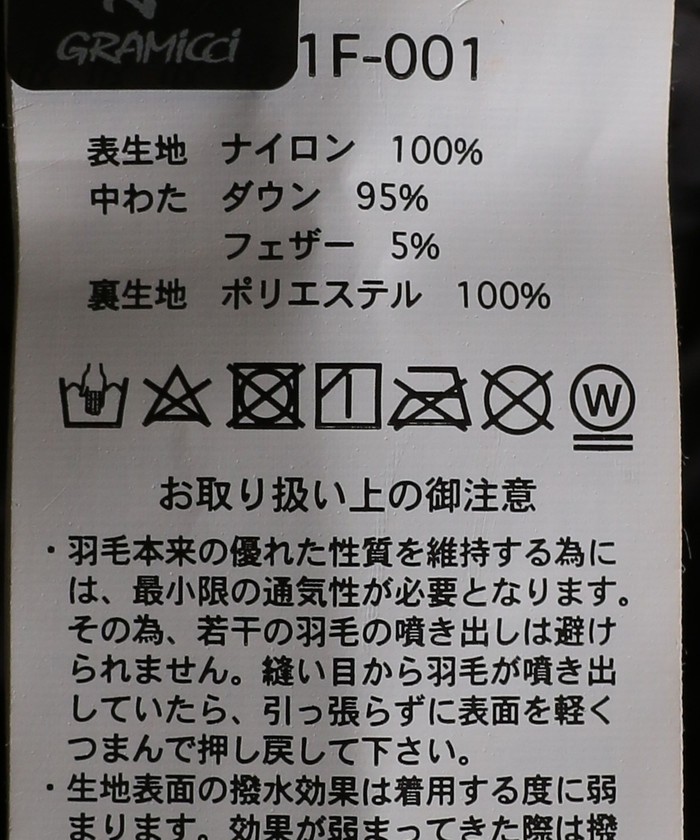 GRAMiCCi
1F-001
表生地 ナイロン 100%
中わた ダウン 95%
フェザー 5%
裏生地 ポリエステル 100%
W
お取り扱い上の御注意
・羽毛本来の優れた性質を維持する為に
は、最小限の通気性が必要となります。
その為、若干の羽毛の噴き出しは避け
られません。縫い目から羽毛が噴き出
していたら、引っ張らずに表面を軽く
つまんで押し戻して下さい。
・生地表面の撥水効果は着用する度に弱
まります。効果が弱まってきた際は撥